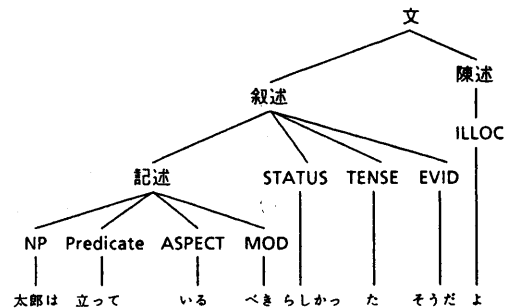 文
陳述
叙述
ILLOC
記述 STATUS TENSE EVID
NP Predicate ASPECT MOD
太郎は 立って いる べき らしかっ た そうだ よ